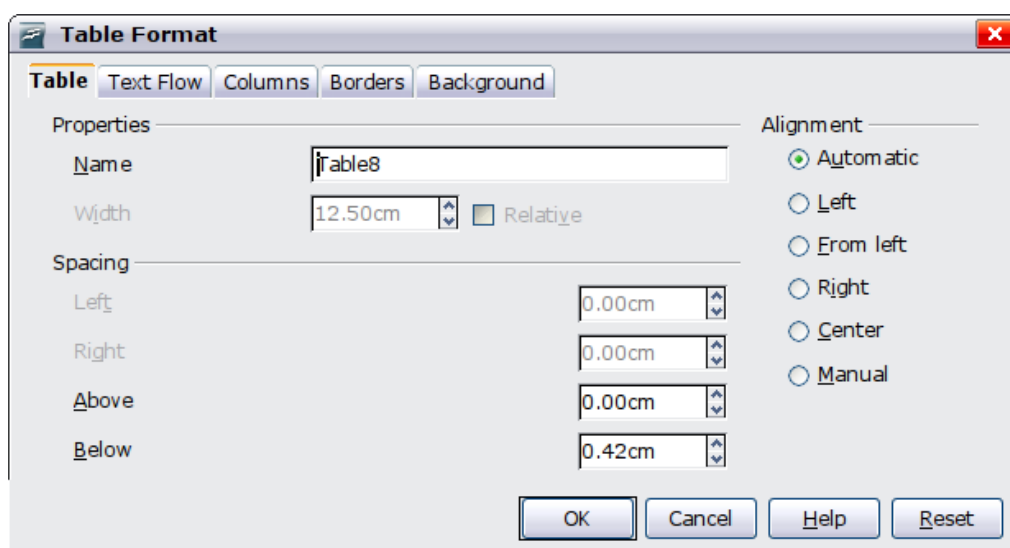 Table Format
Table Text Flow Columns Borders Background
Properties
Name Table8
Width 12.50cm Relative
Spacing
Left 0.00cm
Right 0.00cm
Above 0.00cm
Below 0.42cm
Alignment
Automatic
Left
From left
Right
Center
Manual
OK Cancel Help Reset